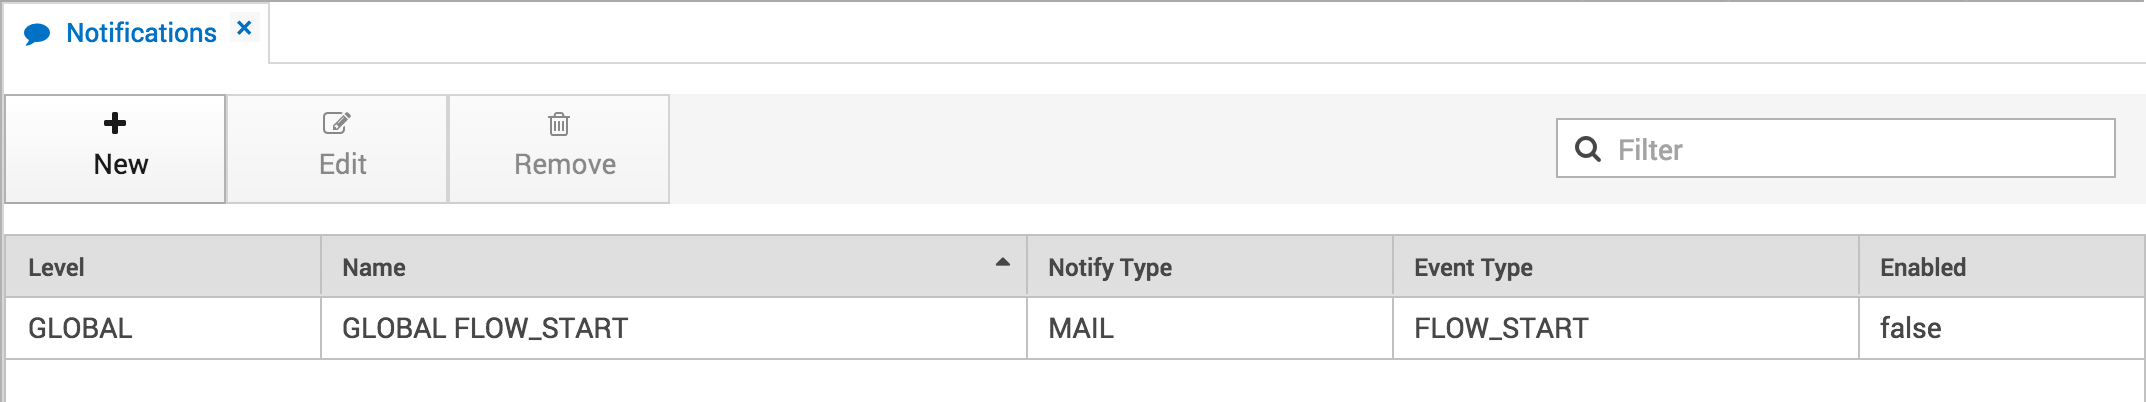 Notifications
New Edit Remove Filter
Level Name Notify Type Event Type Enabled
GLOBAL GLOBAL FLOW_START MAIL FLOW_START false